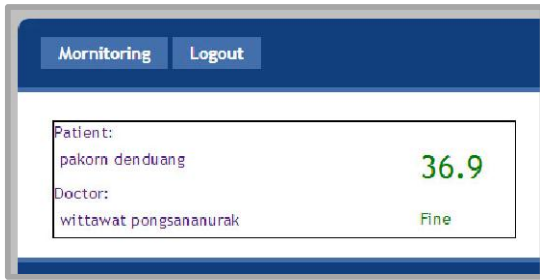 Mornitoring Logout
Patient:
pakorn denduang
36.9
Doctor:
wittawat pongsananurak
Fine